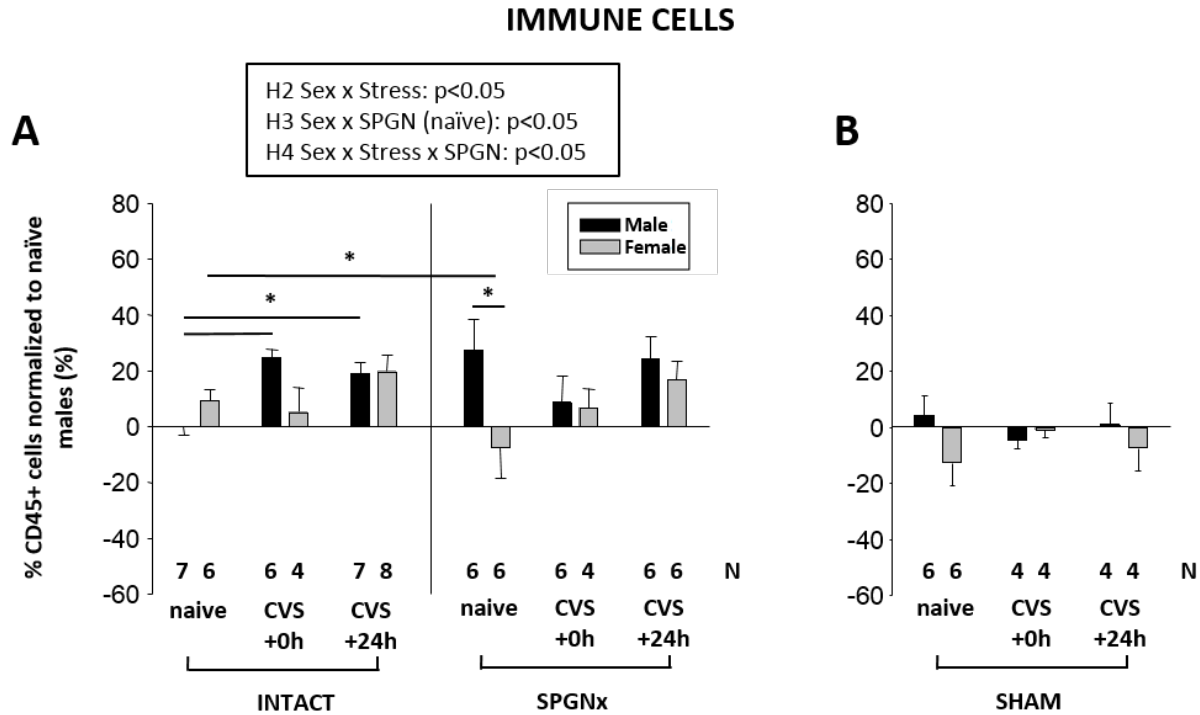 IMMUNE CELLS
H2 Sex x Stress: p<0.05
H3 Sex x SPGN (naïve): p<0.05
H4 Sex x Stress x SPGN: p<0.05
A
% CD45+ cells normalized to naïve
males (%)
80
60
40
20
0
-20
-40
-60
*
*
*
Male
Female
7 6 6 4 7 8 6 6 6 4 6 6 N
naive CVS CVS naive CVS CVS
+0h +24h +0h +24h
INTACT SPGNx
B
80
60
40
20
0
-20
-40
-60
6 6 4 4 4 4 N
naive CVS CVS
+0h +24h
SHAM